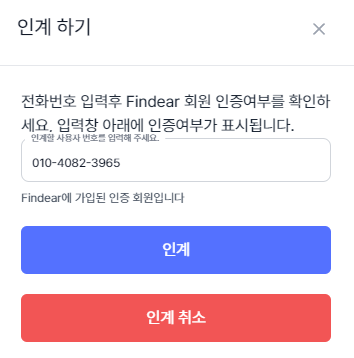 인계 하기
전화번호 입력후 Findear 회원 인증여부를 확인하
세요. 입력창 아래에 인증여부가 표시됩니다.
인계할 사용자 번호를 입력해 주세요.
010-4082-3965
Findear에 가입된 인증 회원입니다
인계
인계 취소